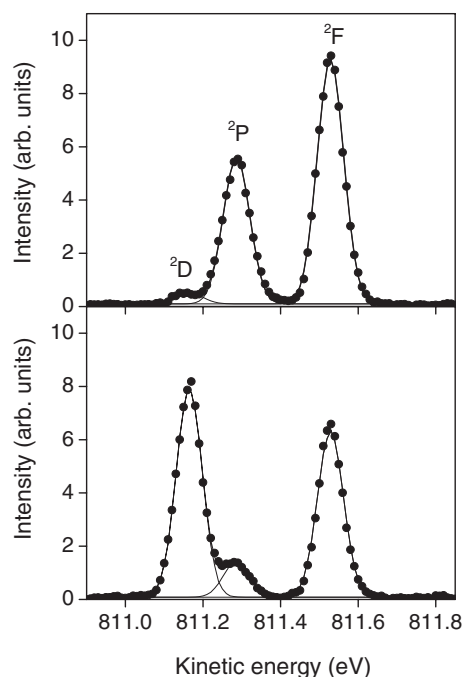 10
8
6
4
2
0
Intensity (arb. units)
²D
²P
²F
10
8
6
4
2
0
Intensity (arb. units)
811.0 811.2 811.4 811.6 811.8
Kinetic energy (eV)